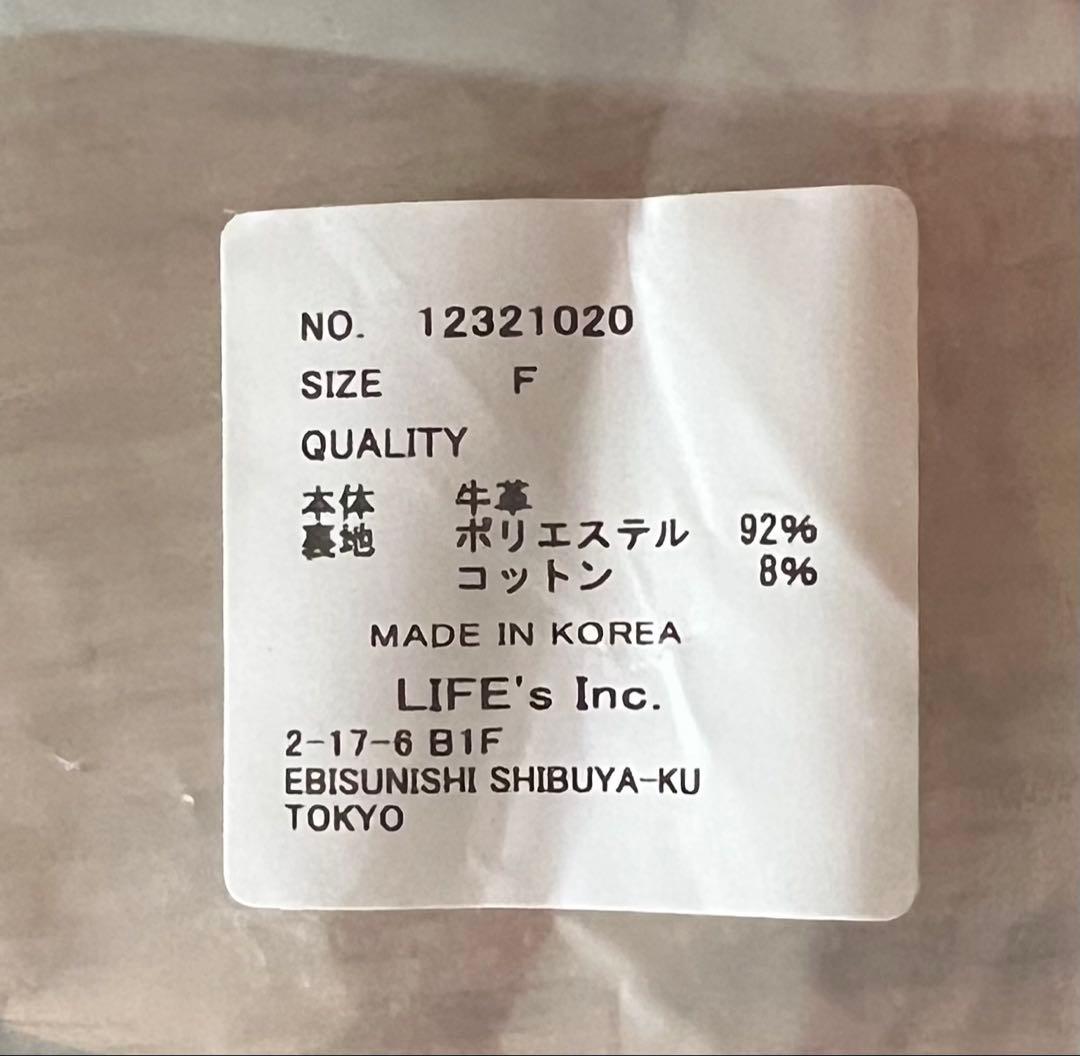 NO. 12321020
SIZE F
QUALITY
本体 牛革
裏地 ポリエステル 92%
コットン 8%
MADE IN KOREA
LIFE's Inc.
2-17-6 B1F
EBISUNISHI SHIBUYA-KU
TOKYO